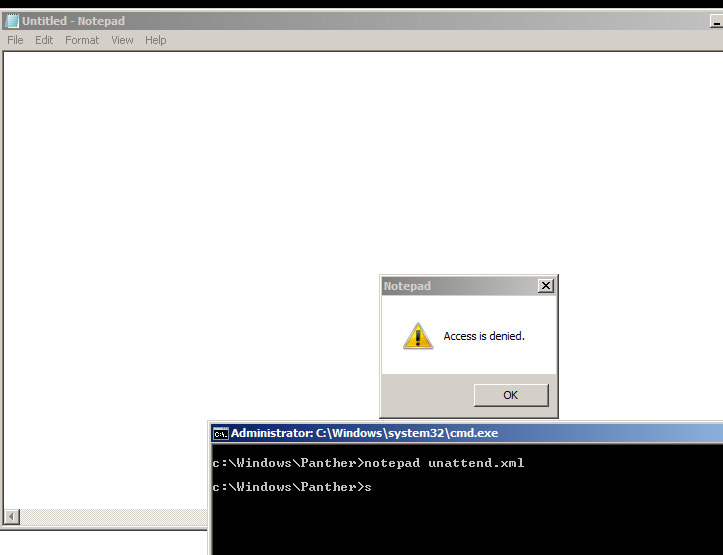 Untitled - Notepad
File Edit Format View Help
Notepad
Access is denied.
OK
C:\. Administrator: C:\Windows\system32\cmd.exe
c:\Windows\Panther>notepad unattend.xml
c:\Windows\Panther>s